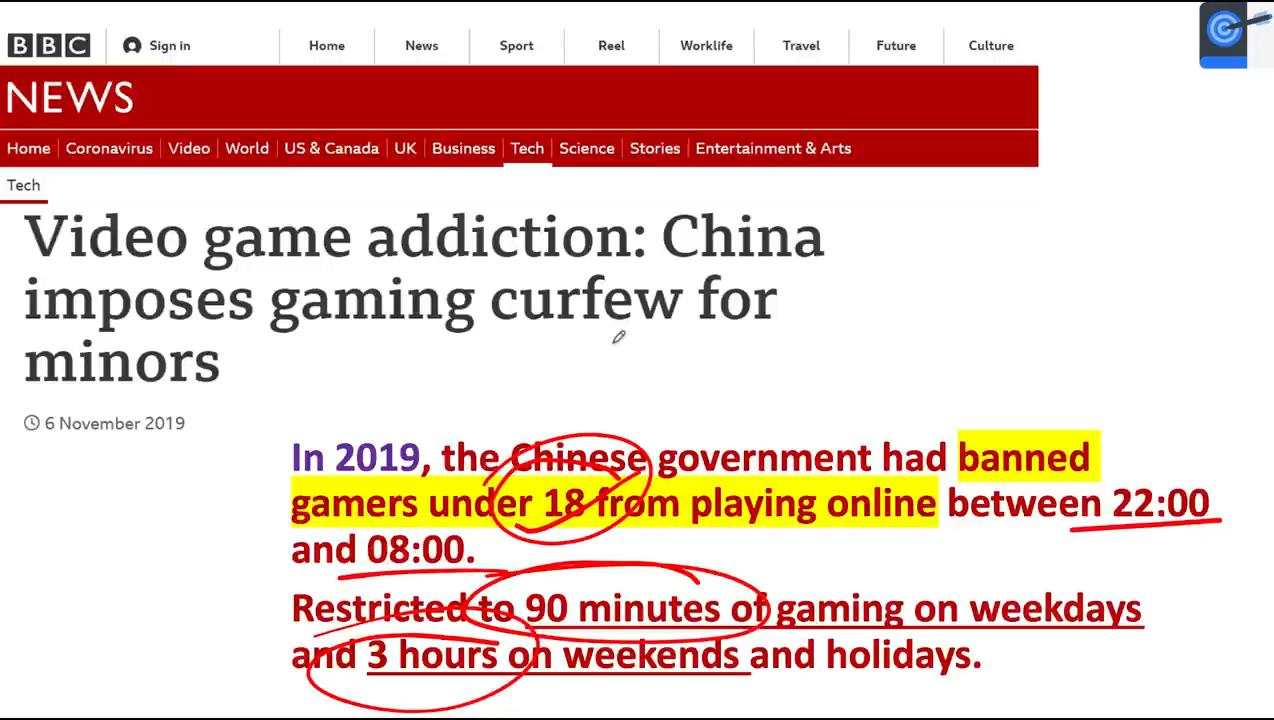 BBC Sign in Home News Sport Reel Worklife Travel Future Culture
NEWS
Home Coronavirus Video World US & Canada UK Business Tech Science Stories Entertainment & Arts
Tech
Video game addiction: China
imposes gaming curfew for
minors
6 November 2019
In 2019, the Chinese government had banned
gamers under 18 from playing online between 22:00
and 08:00.
Restricted to 90 minutes of gaming on weekdays
and 3 hours on weekends and holidays.